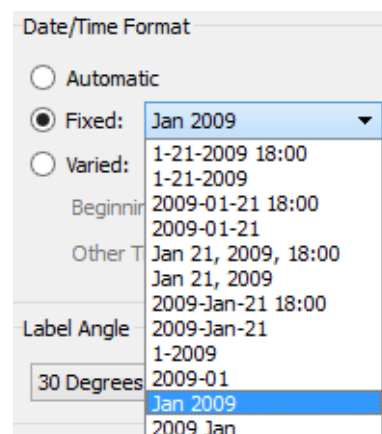 Date/Time Format
Automatic
Fixed: Jan 2009
Varied:
1-21-2009 18:00
1-21-2009
2009-01-21 18:00
2009-01-21
Jan 21, 2009, 18:00
Jan 21, 2009
2009-Jan-21 18:00
2009-Jan-21
1-2009
2009-01
Jan 2009
2009 Jan
Label Angle
30 Degrees